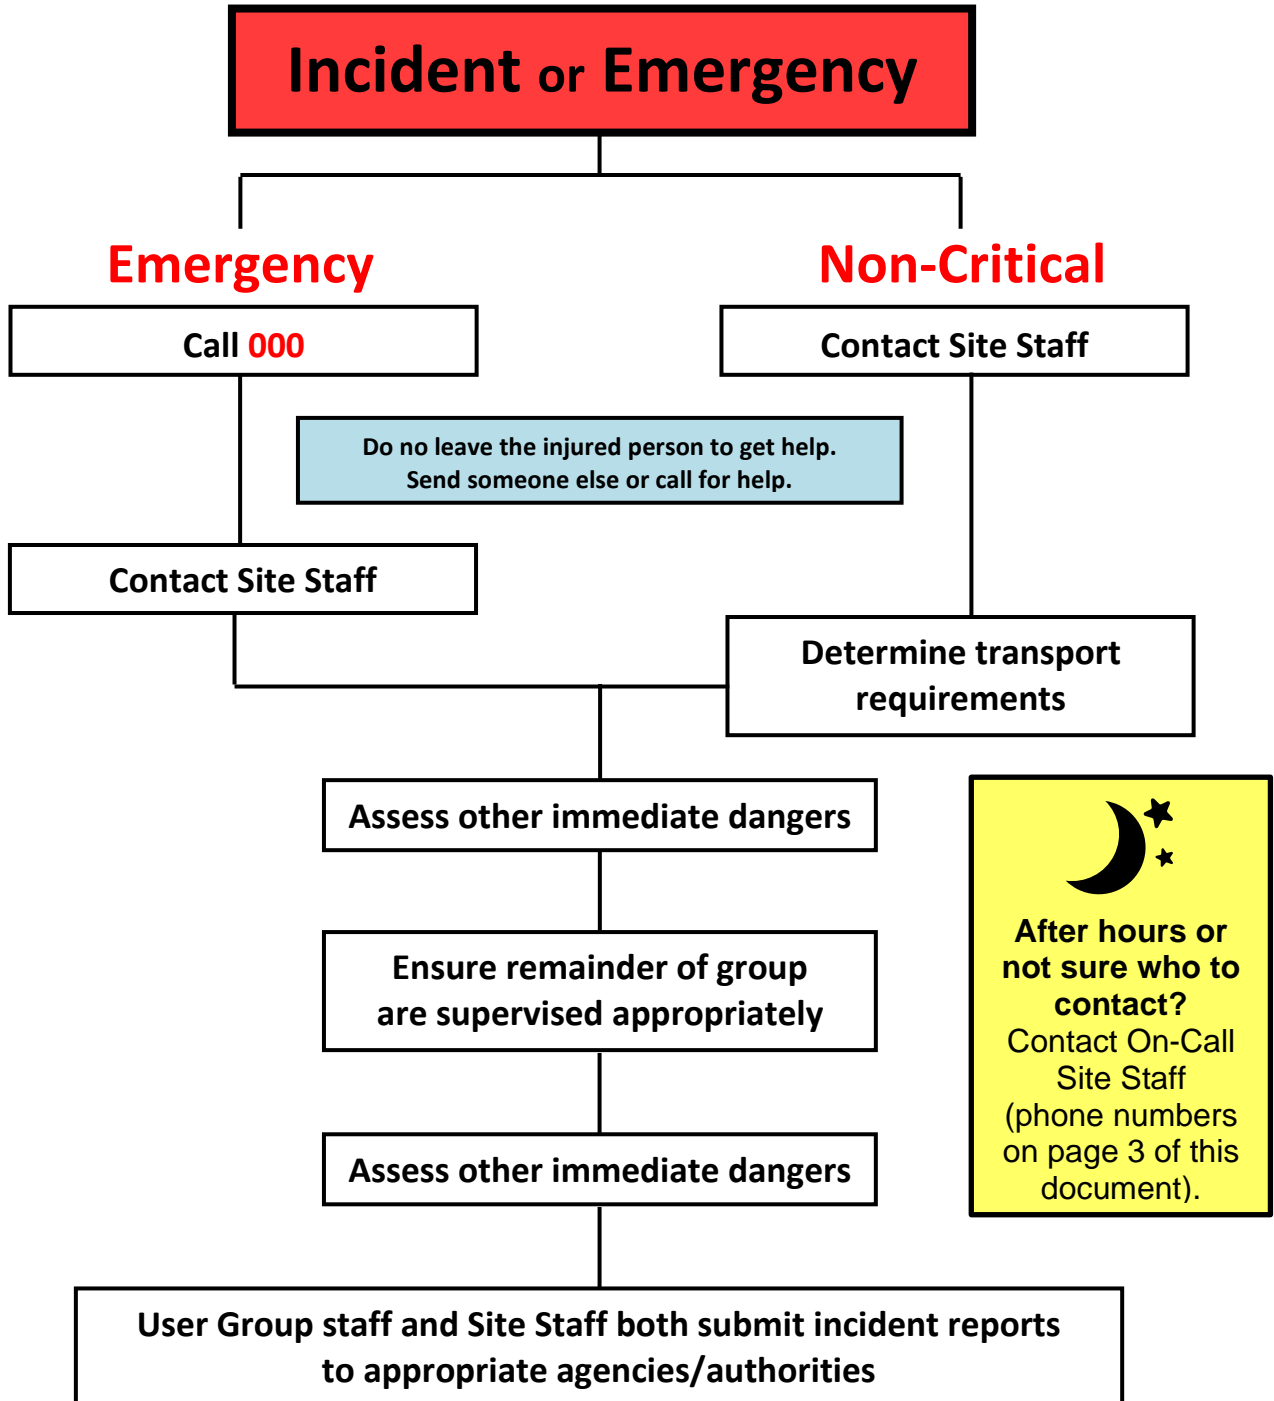 Incident or Emergency
Emergency
Non-Critical
Call 000
Contact Site Staff
Do no leave the injured person to get help.
Send someone else or call for help.
Contact Site Staff
Determine transport
requirements
Assess other immediate dangers
Ensure remainder of group
are supervised appropriately
Assess other immediate dangers
After hours or
not sure who to
contact?
Contact On-Call
Site Staff
(phone numbers
on page 3 of this
document).
User Group staff and Site Staff both submit incident reports
to appropriate agencies/authorities